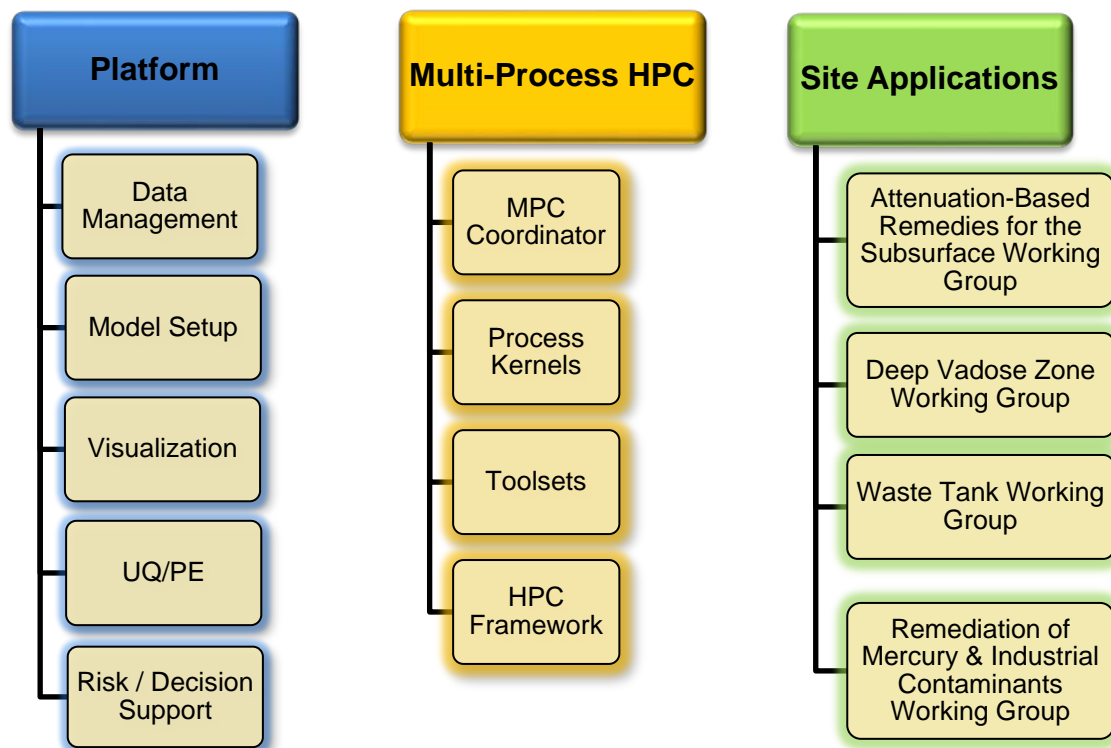 Platform
Data
Management
Model Setup
Visualization
UQ/PE
Risk / Decision
Support
Multi-Process HPC
MPC
Coordinator
Process
Kernels
Toolsets
HPC
Framework
Site Applications
Attenuation-Based
Remedies for the
Subsurface Working
Group
Deep Vadose Zone
Working Group
Waste Tank Working
Group
Remediation of
Mercury & Industrial
Contaminants
Working Group